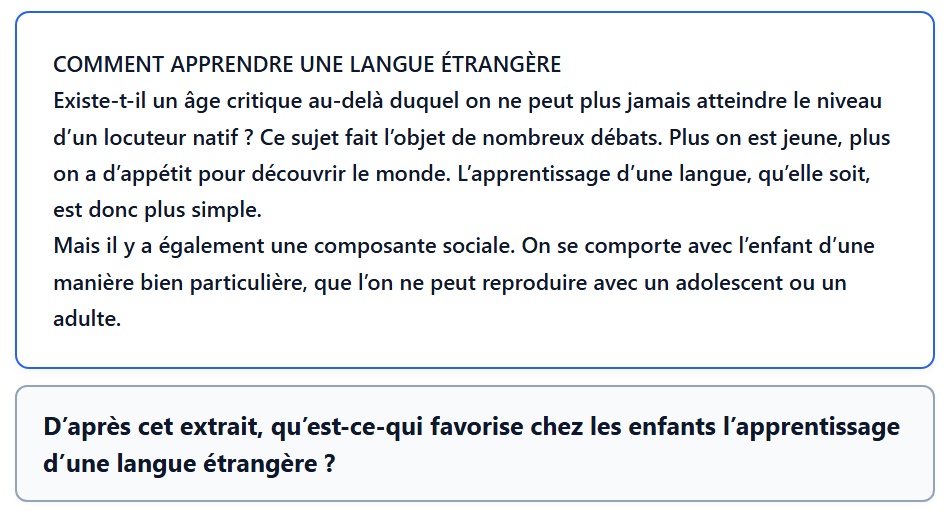 COMMENT APPRENDRE UNE LANGUE ÉTRANGÈRE
Existe-t-il un âge critique au-delà duquel on ne peut plus jamais atteindre le niveau
d’un locuteur natif ? Ce sujet fait l’objet de nombreux débats. Plus on est jeune, plus
on a d’appétit pour découvrir le monde. L’apprentissage d’une langue, qu’elle soit,
est donc plus simple.
Mais il y a également une composante sociale. On se comporte avec l’enfant d’une
manière bien particulière, que l’on ne peut reproduire avec un adolescent ou un
adulte.
D’après cet extrait, qu’est-ce-qui favorise chez les enfants l’apprentissage
d’une langue étrangère ?